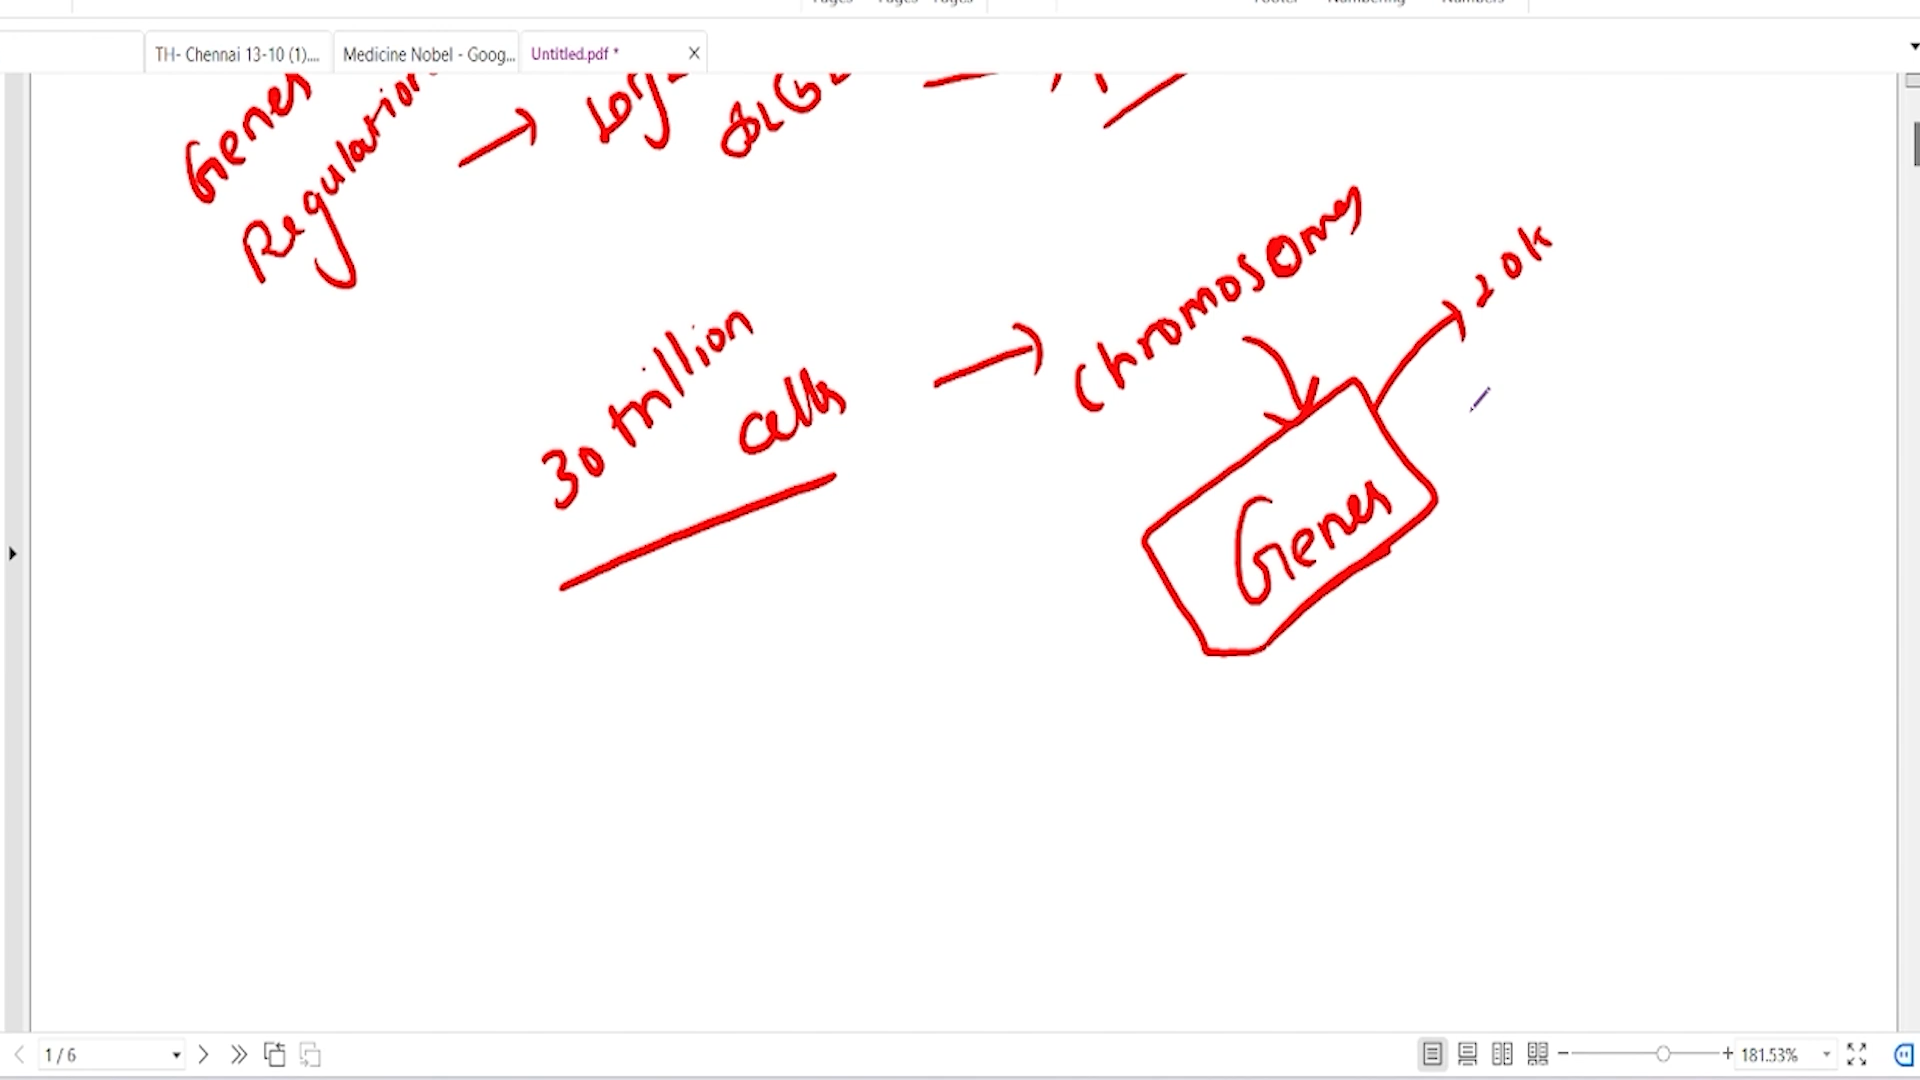 TH- Chennai 13-10 (1)....
Medicine Nobel - Goog...
Untitled.pdf *
Genes
Regulation
30 trillion
cells
Chromosomes
20k
Genes
1 / 6
181.53%